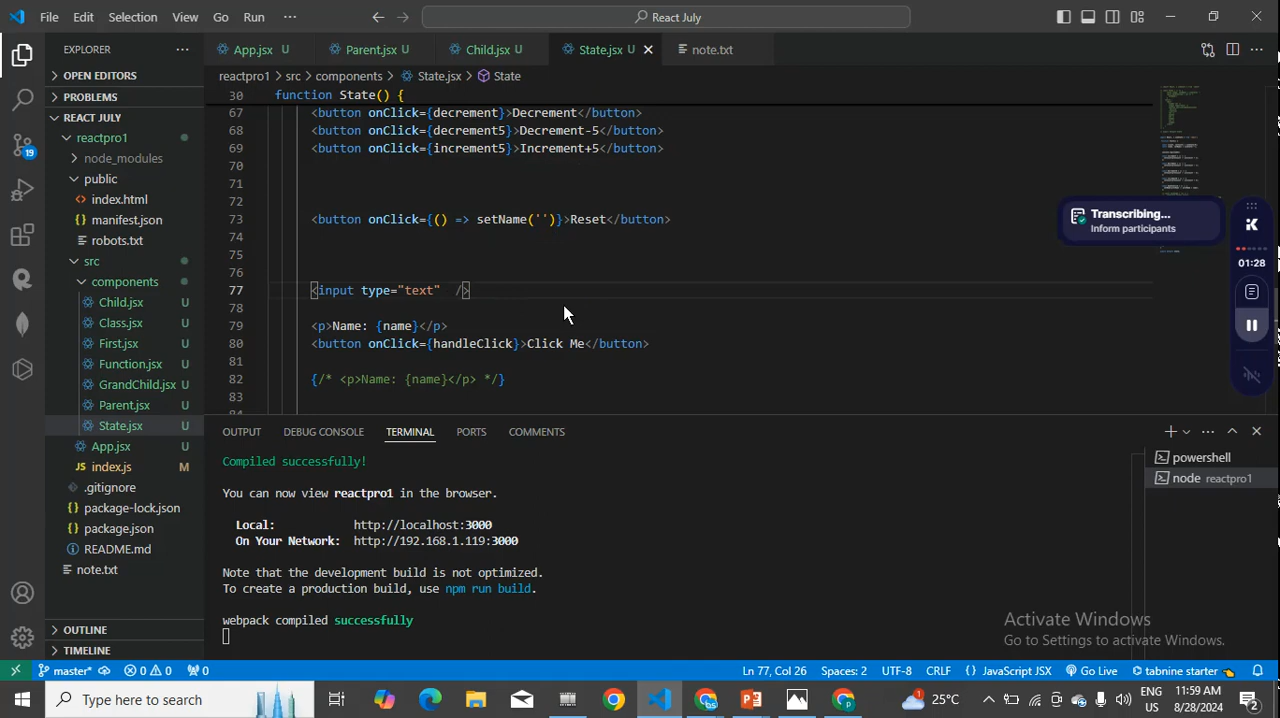 File Edit Selection View Go Run ··· React July
EXPLORER
App.jsx U Parent.jsx U Child.jsx U State.jsx U note.txt
OPEN EDITORS
PROBLEMS
REACT JULY
reactpro1
node_modules
public
index.html
manifest.json
robots.txt
src
components
Child.jsx U
Class.jsx U
First.jsx U
Function.jsx U
GrandChild.jsx U
Parent.jsx U
State.jsx U
App.jsx U
index.js M
.gitignore
package-lock.json
package.json
README.md
note.txt
OUTLINE
TIMELINE
19
reactpro1 > src > components > State.jsx > State
30 function State() {
67 <button onClick={decrement}>Decrement</button>
68 <button onClick={decrement5}>Decrement-5</button>
69 <button onClick={increment5}>Increment+5</button>
70
71
72
73 <button onClick={() => setName('')}>Reset</button>
74
75
76
77 <input type="text"  />
78
79 <p>Name: {name}</p>
80 <button onClick={handleClick}>Click Me</button>
81
82 {/* <p>Name: {name}</p> */}
83
Transcribing...
Inform participants
K
01:28
OUTPUT DEBUG CONSOLE TERMINAL PORTS COMMENTS
Compiled successfully!
You can now view reactpro1 in the browser.
Local: http://localhost:3000
On Your Network: http://192.168.1.119:3000
Note that the development build is not optimized.
To create a production build, use npm run build.
webpack compiled successfully
powershell
node reactpro1
Activate Windows
Go to Settings to activate Windows.
master* 0 0 0 Ln 77, Col 26 Spaces: 2 UTF-8 CRLF {} JavaScript JSX Go Live tabnine starter
Type here to search 25°C ENG US 11:59 AM 8/28/2024 2